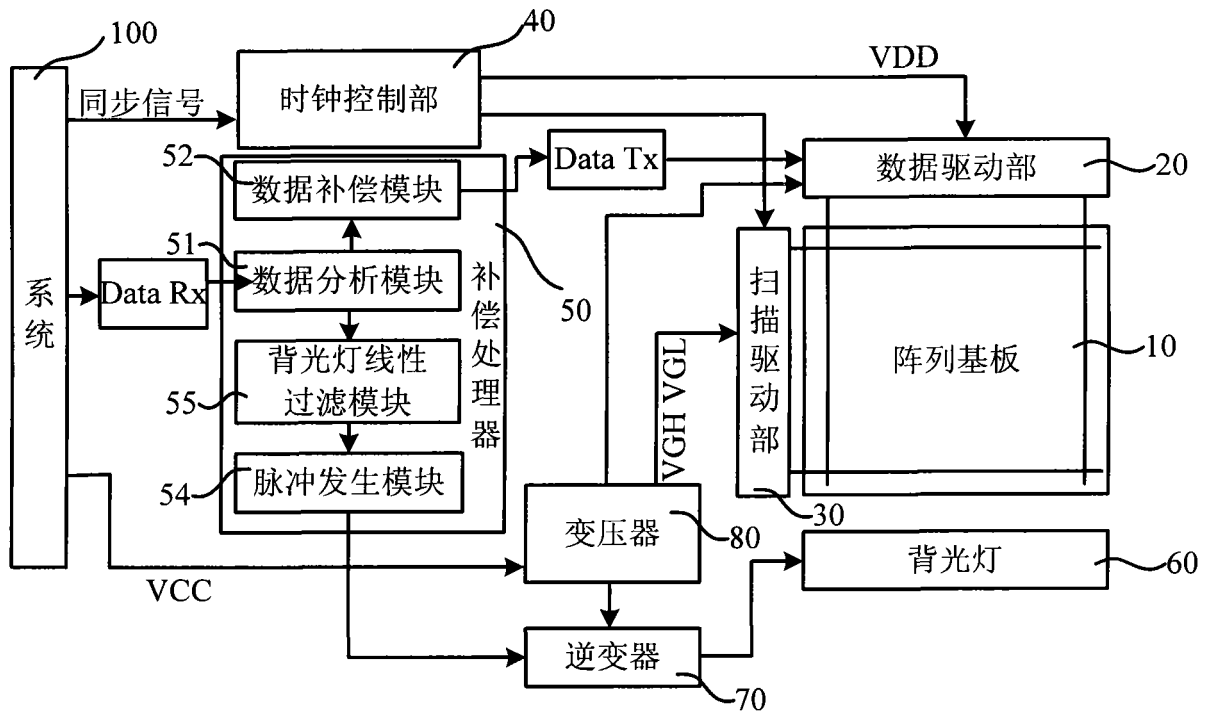 100
40
VDD
同步信号
时钟控制部
52
Data Tx
数据驱动部
20
数据补偿模块
51
数据分析模块
补偿处理器
50
系统
Data Rx
扫描驱动部
阵列基板
10
背光灯线性
过滤模块
55
VGH VGL
脉冲发生模块
54
30
变压器
80
背光灯
60
VCC
逆变器
70